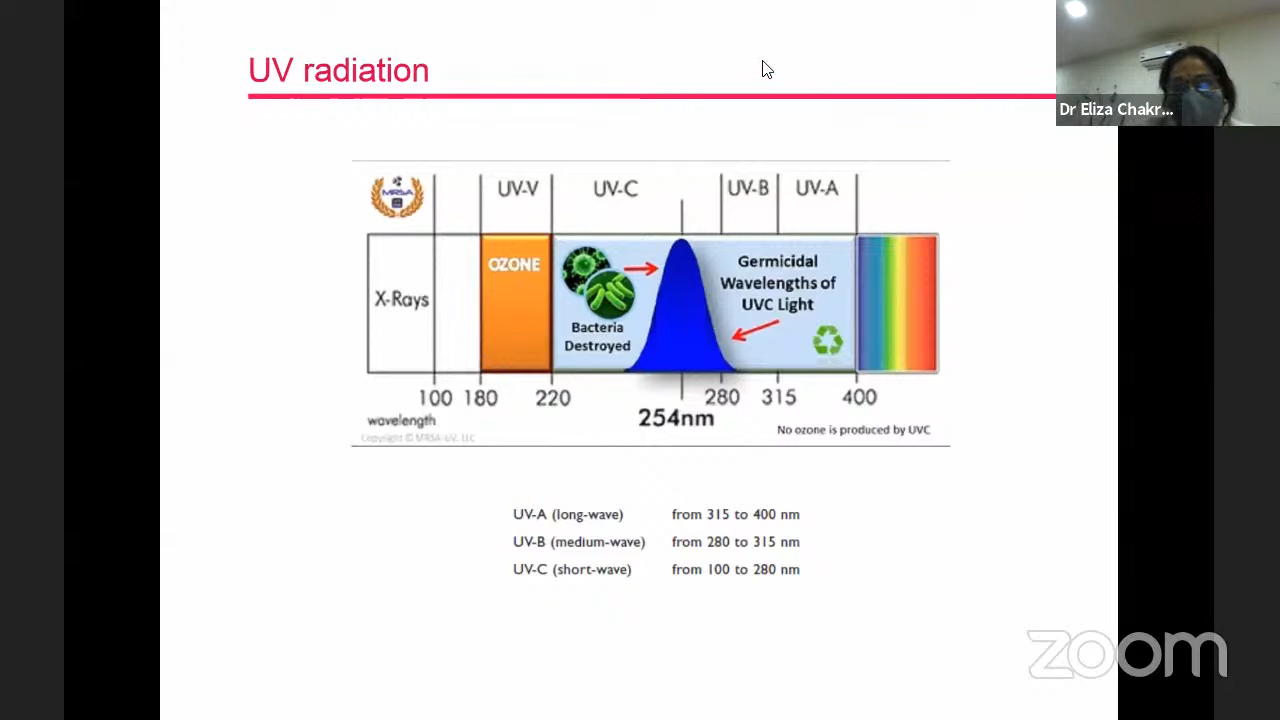 UV radiation
Dr Eliza Chakr...
MRSA
UV-V
UV-C
UV-B
UV-A
X-Rays
OZONE
Bacteria
Destroyed
Germicidal
Wavelengths of
UVC Light
100
180
220
280
315
400
wavelength
254nm
No ozone is produced by UVC
Copyright © MRSA-UV, LLC
UV-A (long-wave) from 315 to 400 nm
UV-B (medium-wave) from 280 to 315 nm
UV-C (short-wave) from 100 to 280 nm
zoom